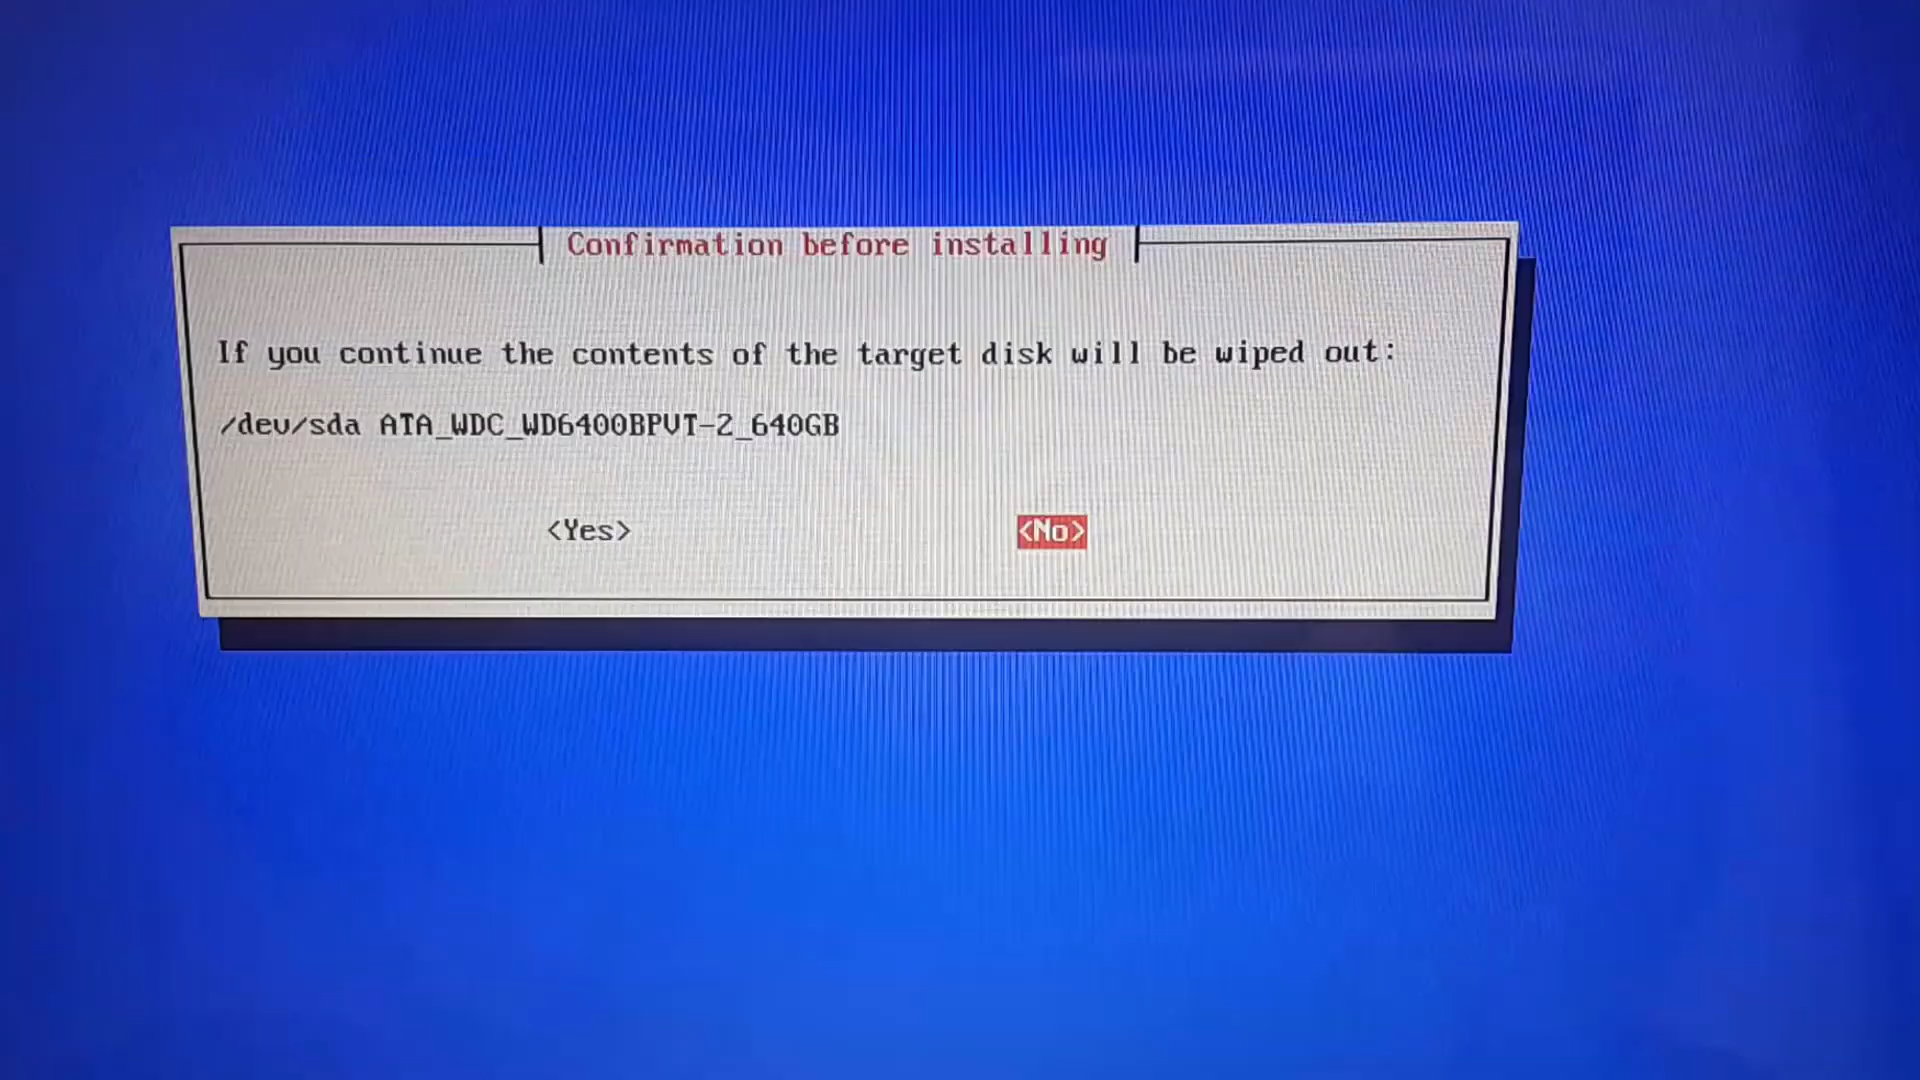 Confirmation before installing
If you continue the contents of the target disk will be wiped out:
/dev/sda ATA_WDC_WD6400BPVT-2_640GB
<Yes> <No>